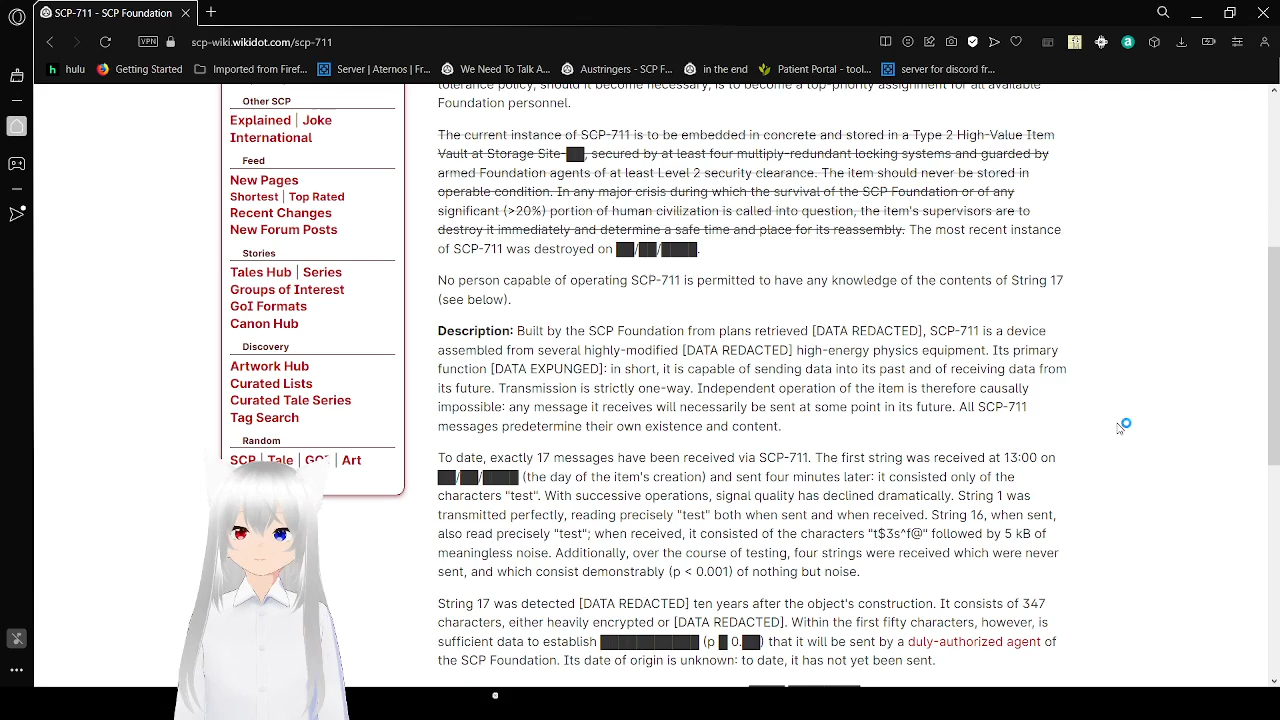 SCP-711 - SCP Foundation
VPN
scp-wiki.wikidot.com/scp-711
hulu
Getting Started
Imported from Firef...
Server | Aternos | Fr...
We Need To Talk A...
Austringers - SCP F...
in the end
Patient Portal - tool...
server for discord fr...
Other SCP
Explained | Joke
International
Feed
New Pages
Shortest | Top Rated
Recent Changes
New Forum Posts
Stories
Tales Hub | Series
Groups of Interest
GoI Formats
Canon Hub
Discovery
Artwork Hub
Curated Lists
Curated Tale Series
Tag Search
Random
SCP | Tale | Art
tolerance policy, should it become necessary, is to become a top-priority assignment for all available
Foundation personnel.
The current instance of SCP-711 is to be embedded in concrete and stored in a Type 2 High-Value Item
Vault at Storage Site-██, secured by at least four multiply-redundant locking systems and guarded by
armed Foundation agents of at least Level 2 security clearance. The item should never be stored in
operable condition. In any major crisis during which the survival of the SCP Foundation or of any
significant (>20%) portion of human civilization is called into question, the item's supervisors are to
destroy it immediately and determine a safe time and place for its reassembly. The most recent instance
of SCP-711 was destroyed on ██/██/████.
No person capable of operating SCP-711 is permitted to have any knowledge of the contents of String 17
(see below).
Description: Built by the SCP Foundation from plans retrieved [DATA REDACTED], SCP-711 is a device
assembled from several highly-modified [DATA REDACTED] high-energy physics equipment. Its primary
function [DATA EXPUNGED]: in short, it is capable of sending data into its past and of receiving data from
its future. Transmission is strictly one-way. Independent operation of the item is therefore causally
impossible: any message it receives will necessarily be sent at some point in its future. All SCP-711
messages predetermine their own existence and content.
To date, exactly 17 messages have been received via SCP-711. The first string was received at 13:00 on
██/██/████ (the day of the item's creation) and sent four minutes later: it consisted only of the
characters "test". With successive operations, signal quality has declined dramatically. String 1 was
transmitted perfectly, reading precisely "test" both when sent and when received. String 16, when sent,
also read precisely "test"; when received, it consisted of the characters "t$3s^f@" followed by 5 kB of
meaningless noise. Additionally, over the course of testing, four strings were received which were never
sent, and which consist demonstrably (p < 0.001) of nothing but noise.
String 17 was detected [DATA REDACTED] ten years after the object's construction. It consists of 347
characters, either heavily encrypted or [DATA REDACTED]. Within the first fifty characters, however, is
sufficient data to establish ███████████ (p █ 0.██) that it will be sent by a duly-authorized agent of
the SCP Foundation. Its date of origin is unknown: to date, it has not yet been sent.